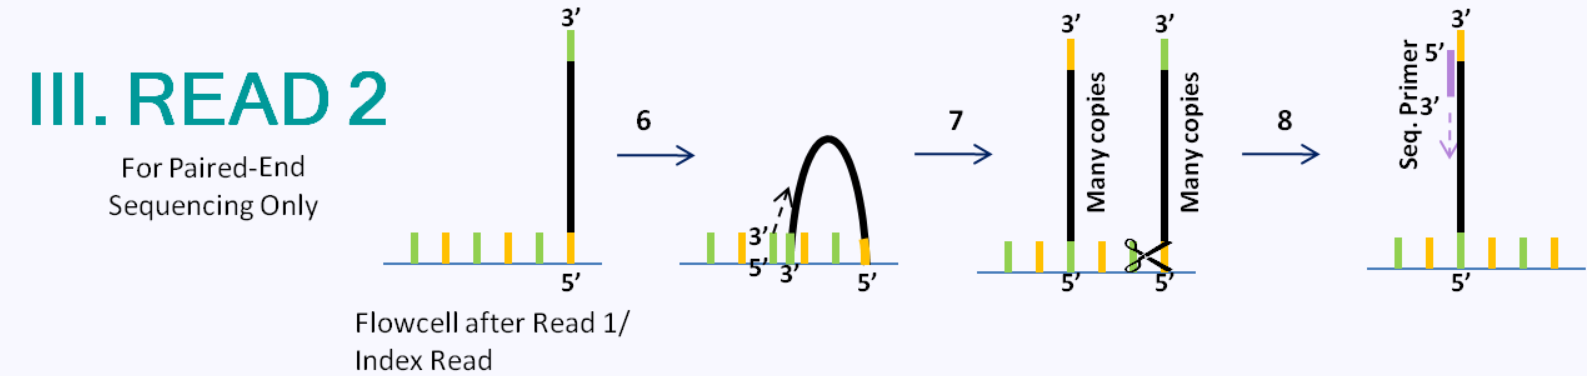 III. READ 2
For Paired-End
Sequencing Only
3’
5’
Flowcell after Read 1/
Index Read
6
3’
5’
3’
5’
7
3’
3’
Many copies
Many copies
5’
5’
8
3’
5’
3’
Seq. Primer
5’